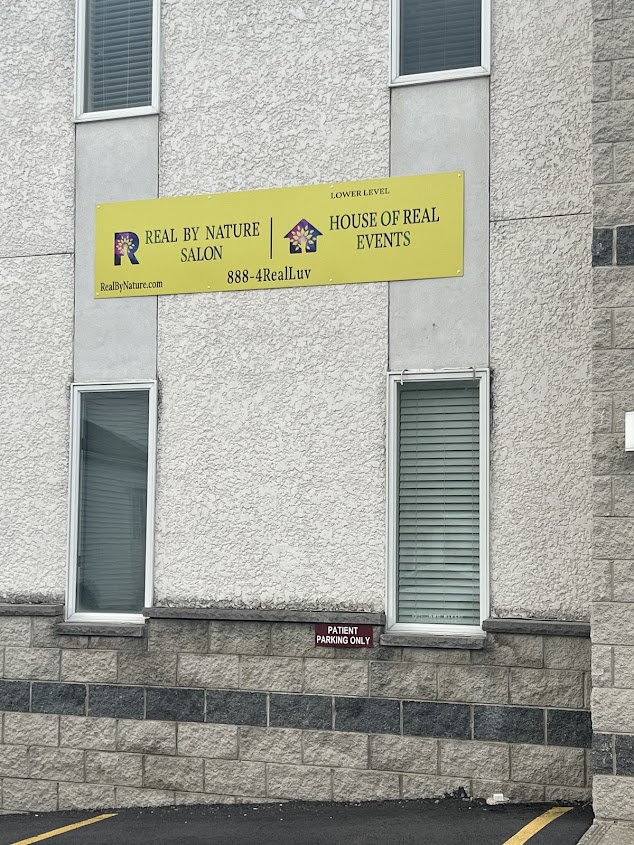 LOWER LEVEL
R REAL BY NATURE
SALON
HOUSE OF REAL
EVENTS
888-4RealLuv
RealByNature.com
PATIENT
PARKING ONLY